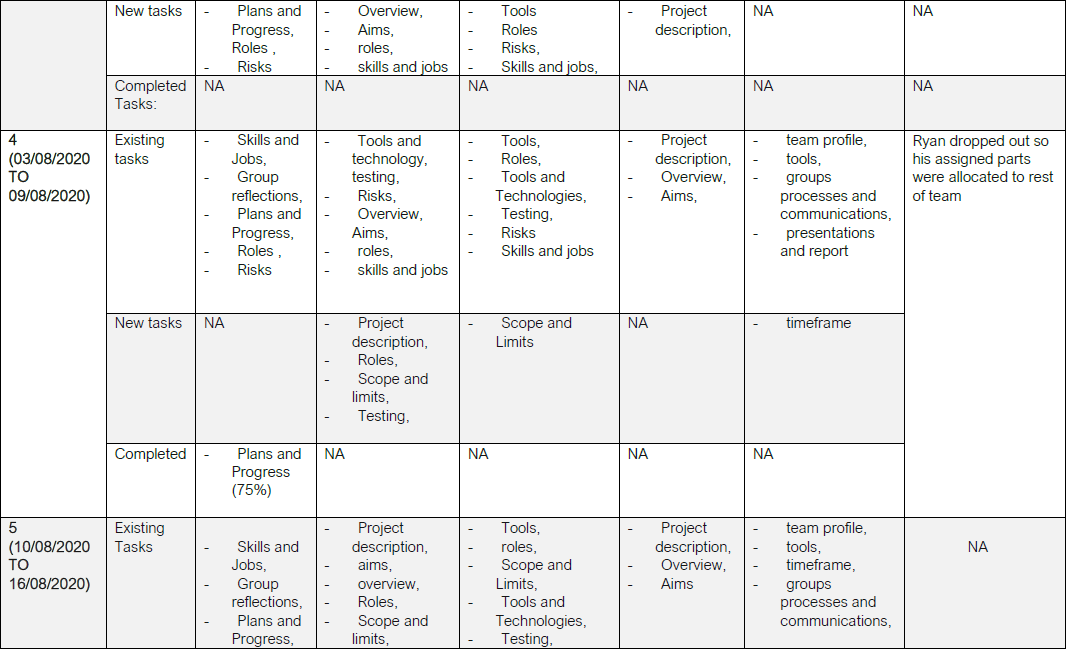 New tasks
- Plans and
Progress,
Roles ,
- Risks
- Overview,
- Aims,
- roles,
- skills and jobs
- Tools
- Roles
- Risks,
- Skills and jobs,
- Project
description,
NA
NA
Completed
Tasks:
NA
NA
NA
NA
NA
NA
4
(03/08/2020
TO
09/08/2020)
Existing
tasks
- Skills and
Jobs,
- Group
reflections,
- Plans and
Progress,
- Roles ,
- Risks
- Tools and
technology,
testing,
- Risks,
- Overview,
Aims,
- roles,
- skills and jobs
- Tools,
- Roles,
- Tools and
Technologies,
- Testing,
- Risks
- Skills and jobs
- Project
description,
- Overview,
- Aims,
- team profile,
- tools,
- groups
processes and
communications,
- presentations
and report
Ryan dropped out so
his assigned parts
were allocated to rest
of team
New tasks
NA
- Project
description,
- Roles,
- Scope and
limits,
- Testing,
- Scope and
Limits
NA
- timeframe
Completed
- Plans and
Progress
(75%)
NA
NA
NA
NA
5
(10/08/2020
TO
16/08/2020)
Existing
Tasks
- Skills and
Jobs,
- Group
reflections,
- Plans and
Progress,
- Project
description,
- aims,
- overview,
- Roles,
- Scope and
limits,
- Tools,
- roles,
- Scope and
Limits,
- Tools and
Technologies,
- Testing,
- Project
description,
- Overview,
- Aims
- team profile,
- tools,
- timeframe,
- groups
processes and
communications,
NA